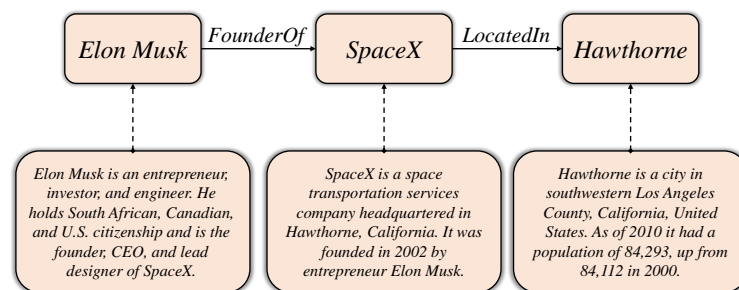 Elon Musk
FounderOf
SpaceX
LocatedIn
Hawthorne
Elon Musk is an entrepreneur,
investor, and engineer. He
holds South African, Canadian,
and U.S. citizenship and is the
founder, CEO, and lead
designer of SpaceX.
SpaceX is a space
transportation services
company headquartered in
Hawthorne, California. It was
founded in 2002 by
entrepreneur Elon Musk.
Hawthorne is a city in
southwestern Los Angeles
County, California, United
States. As of 2010 it had a
population of 84,293, up from
84,112 in 2000.